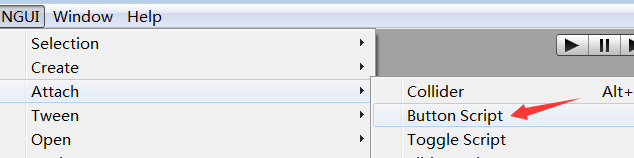 NGUI Window Help
Selection
Create
Attach
Collider Alt+
Tween
Button Script
Open
Toggle Script